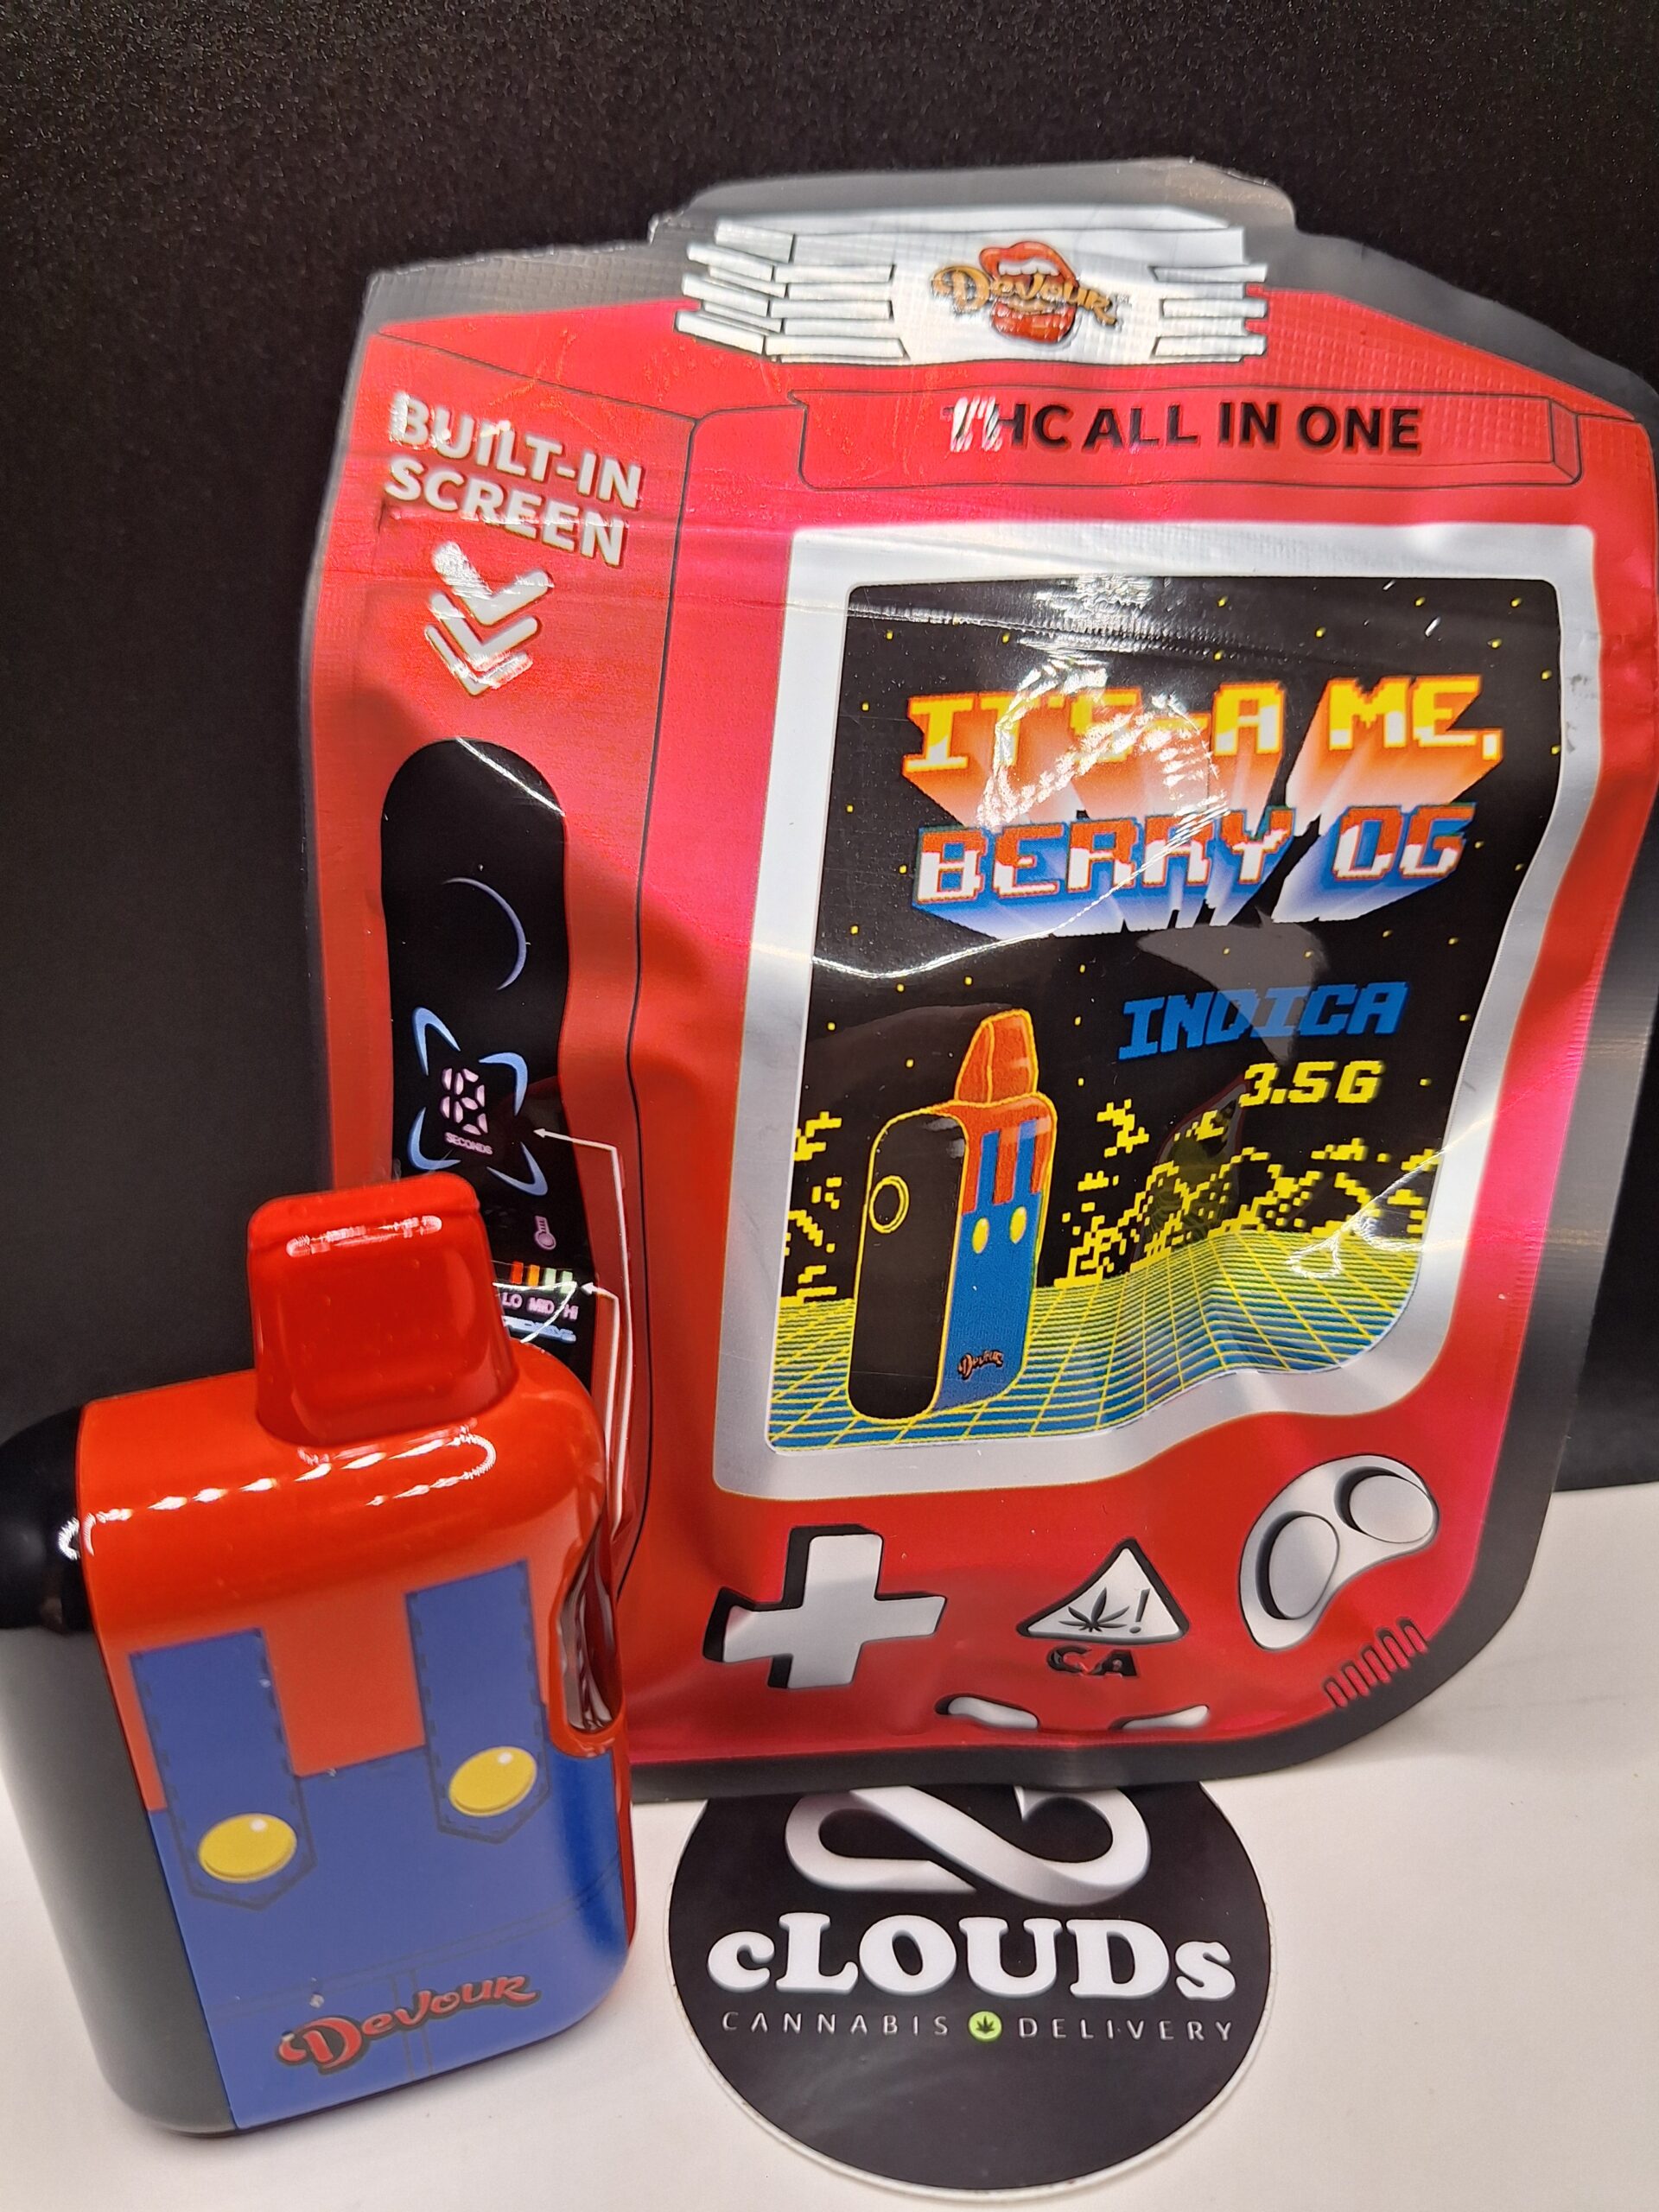 Devour
THC ALL IN ONE
BUILT-IN
SCREEN
IT'S-A ME,
BERRY OG
INDICA
3.5G
SECONDS
LO MID HI
Devour
!
CA
Devour
cLOUDs
CANNABIS DELIVERY